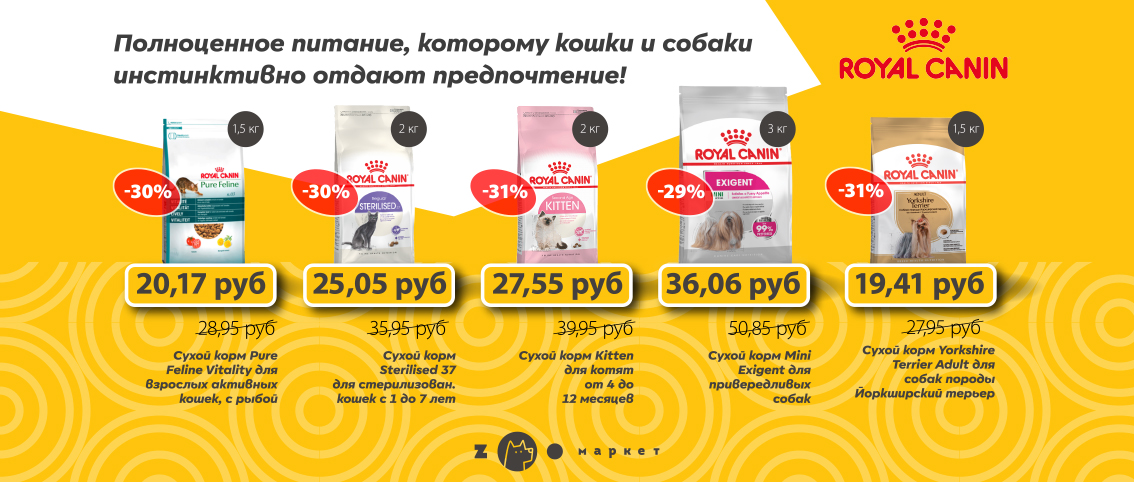 Полноценное питание, которому кошки и собаки
инстинктивно отдают предпочтение!
ROYAL CANIN
1,5 кг
-30%
ROYAL CANIN
Pure Feline
VITALITÄT
VITALITEIT
20,17 руб
28,95 руб
Сухой корм Pure
Feline Vitality для
взрослых активных
кошек, с рыбой
2 кг
-30%
ROYAL CANIN
Regular
STERILISED
25,05 руб
35,95 руб
Сухой корм
Sterilised 37
для стерилизован.
кошек с 1 до 7 лет
2 кг
-31%
ROYAL CANIN
KITTEN
27,55 руб
39,95 руб
Сухой корм Kitten
для котят
от 4 до
12 месяцев
3 кг
-29%
ROYAL CANIN
EXIGENT
MINI
99%
36,06 руб
50,85 руб
Сухой корм Mini
Exigent для
привередливых
собак
1,5 кг
-31%
ROYAL CANIN
Yorkshire
Terrier
19,41 руб
27,95 руб
Сухой корм Yorkshire
Terrier Adult для
собак породы
Йоркширский терьер
Z маркет